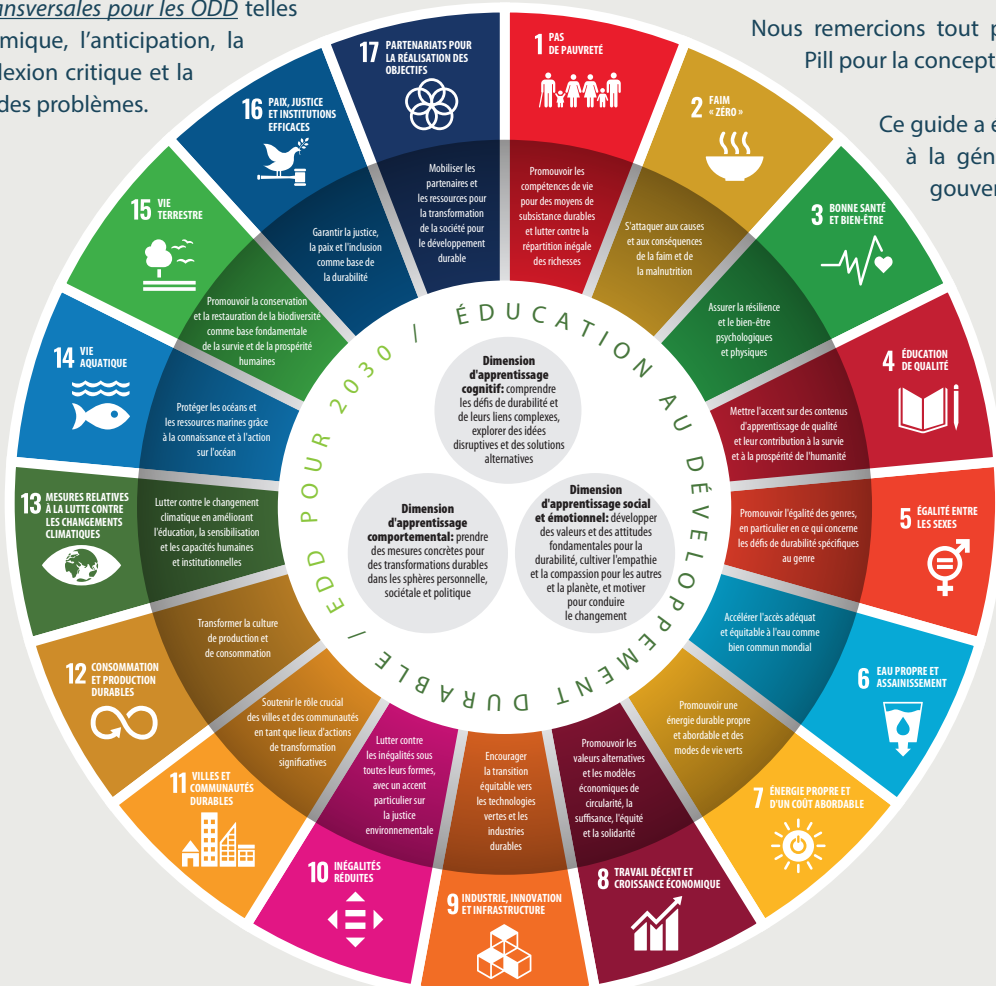 ansversales pour les ODD telles
mique, l’anticipation, la
lexion critique et la
des problèmes.
Nous remercions tout p
Pill pour la concept
Ce guide a é
à la gén
gouver
1 PAS
DE PAUVRETÉ
Promouvoir les
compétences de vie
pour des moyens de
subsistance durables
et lutter contre la
répartition inégale
des richesses
2 FAIM
« ZÉRO »
S'attaquer aux causes
et aux conséquences
de la faim et de
la malnutrition
3 BONNE SANTÉ
ET BIEN-ÊTRE
Assurer la résilience
et le bien-être
psychologiques
et physiques
4 ÉDUCATION
DE QUALITÉ
Mettre l'accent sur des contenus
d'apprentissage de qualité
et leur contribution à la survie
et à la prospérité de l'humanité
5 ÉGALITÉ ENTRE
LES SEXES
Promouvoir l'égalité des genres,
en particulier en ce qui concerne
les défis de durabilité spécifiques
au genre
6 EAU PROPRE ET
ASSAINISSEMENT
Accélérer l'accès adéquat
et équitable à l'eau comme
bien commun mondial
7 ÉNERGIE PROPRE ET
D'UN COÛT ABORDABLE
Promouvoir une
énergie durable propre
et abordable et des
modes de vie verts
8 TRAVAIL DÉCENT ET
CROISSANCE ÉCONOMIQUE
Promouvoir les
valeurs alternatives
et les modèles
économiques de
circularité, la
suffisance, l'équité
et la solidarité
9 INDUSTRIE, INNOVATION
ET INFRASTRUCTURE
Encourager
la transition
équitable vers
les technologies
vertes et les
industries
durables
10 INÉGALITÉS
RÉDUITES
Lutter contre
les inégalités sous
toutes leurs formes,
avec un accent
particulier sur
la justice
environnementale
11 VILLES ET
COMMUNAUTÉS
DURABLES
Soutenir le rôle crucial
des villes et des communautés
en tant que lieux d'actions
de transformation
significatives
12 CONSOMMATION
ET PRODUCTION
DURABLES
Transformer la culture
de production et
de consommation
13 MESURES RELATIVES
À LA LUTTE CONTRE
LES CHANGEMENTS
CLIMATIQUES
Lutter contre le changement
climatique en améliorant
l'éducation, la sensibilisation
et les capacités humaines
et institutionnelles
14 VIE
AQUATIQUE
Protéger les océans et
les ressources marines grâce
à la connaissance et à l'action
sur l'océan
15 VIE
TERRESTRE
Promouvoir la conservation
et la restauration de la biodiversité
comme base fondamentale
de la survie et de la prospérité
humaines
16 PAIX, JUSTICE
ET INSTITUTIONS
EFFICACES
Garantir la justice,
la paix et l'inclusion
comme base de
la durabilité
17 PARTENARIATS POUR
LA RÉALISATION DES
OBJECTIFS
Mobiliser les
partenaires et
les ressources pour
la transformation
de la société pour
le développement
durable
EDD POUR 2030 / ÉDUCATION AU DÉVELOPPEMENT DURABLE /
Dimension
d'apprentissage
cognitif: comprendre
les défis de durabilité et
de leurs liens complexes,
explorer des idées
disruptives et des solutions
alternatives
Dimension
d'apprentissage
comportemental: prendre
des mesures concrètes pour
des transformations durables
dans les sphères personnelle,
sociétale et politique
Dimension
d'apprentissage social
et émotionnel: développer
des valeurs et des attitudes
fondamentales pour la
durabilité, cultiver l'empathie
et la compassion pour les autres
et la planète, et motiver
pour conduire
le changement